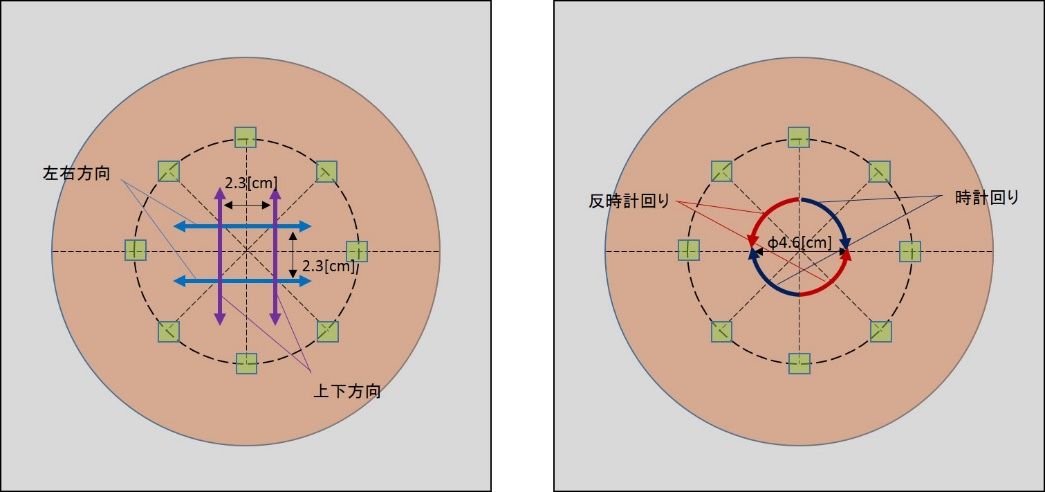 左右方向
2.3[cm]
2.3[cm]
上下方向
反時計回り
時計回り
φ4.6[cm]